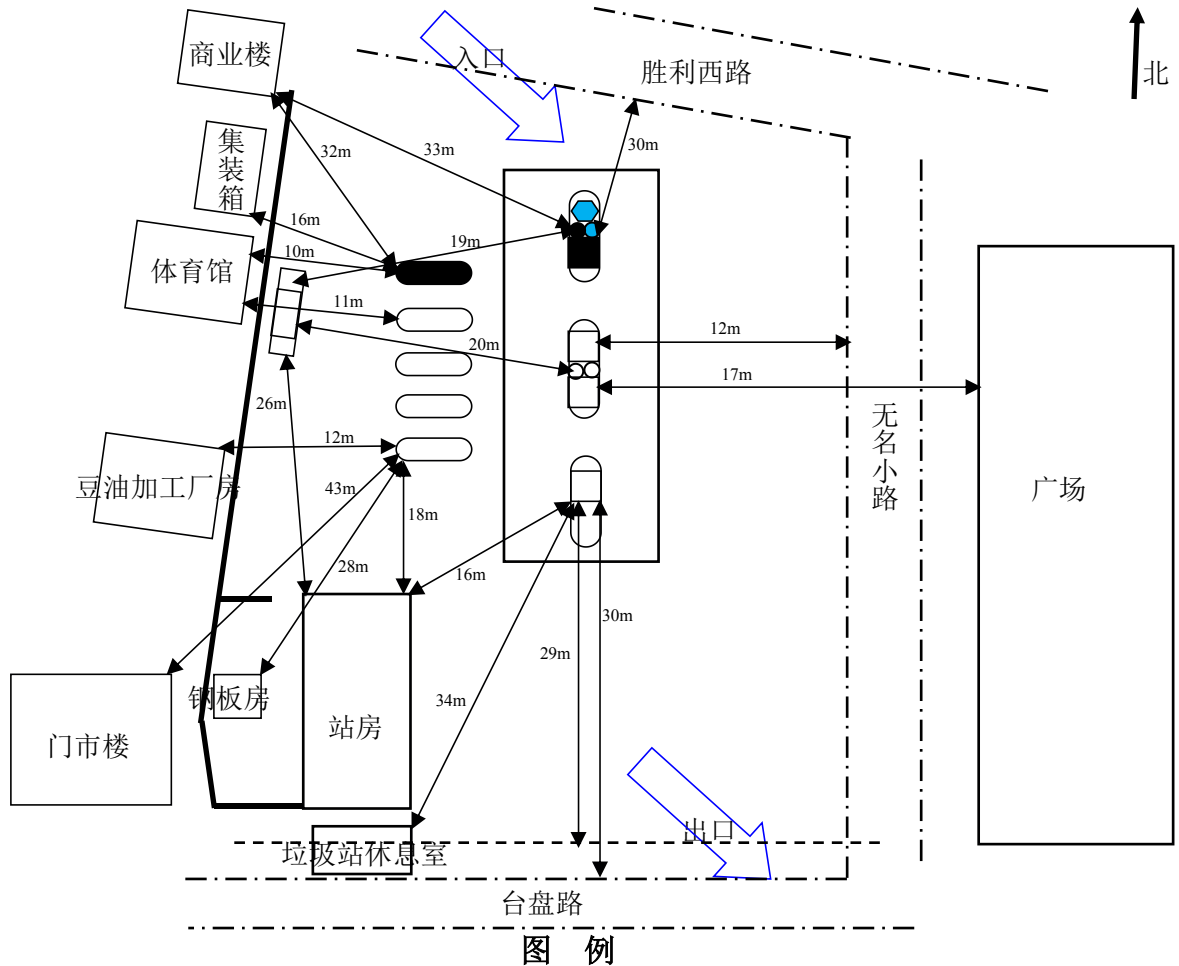 商业楼
入口
胜利西路
北
集装箱
32m
33m
30m
16m
19m
10m
体育馆
11m
12m
20m
17m
26m
无名小路
12m
豆油加工厂房
43m
广场
18m
28m
16m
30m
29m
钢板房
34m
站房
门市楼
出口
垃圾站休息室
台盘路
图 例